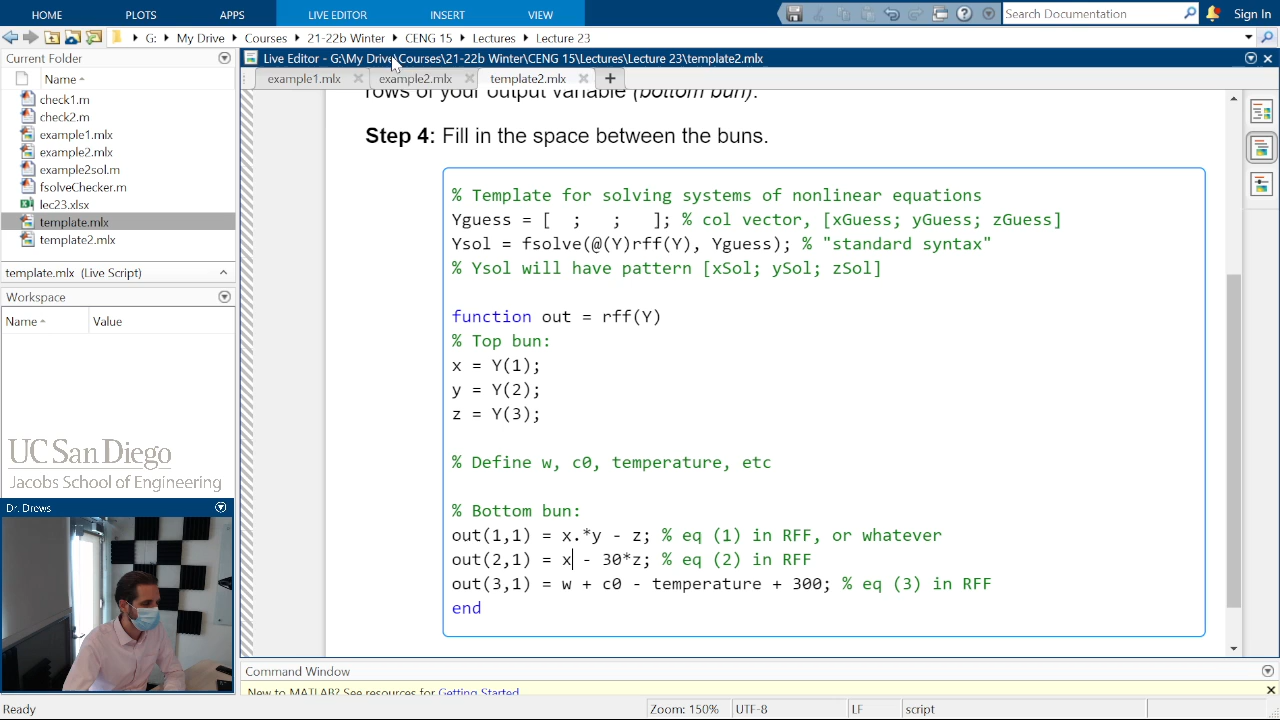 HOME PLOTS APPS LIVE EDITOR INSERT VIEW Search Documentation Sign In
G: My Drive Courses 21-22b Winter CENG 15 Lectures Lecture 23
Current Folder
Live Editor - G:\My Drive\Courses\21-22b Winter\CENG 15\Lectures\Lecture 23\template2.mlx
Name
example1.mlx example2.mlx template2.mlx +
check1.m
check2.m
example1.mlx
example2.mlx
example2sol.m
fsolveChecker.m
lec23.xlsx
template.mlx
template2.mlx
template.mlx (Live Script)
Workspace
Name Value
UC San Diego
Jacobs School of Engineering
Dr. Drews
rows of your output variable (bottom bun).
Step 4: Fill in the space between the buns.
% Template for solving systems of nonlinear equations
Yguess = [ ; ; ]; % col vector, [xGuess; yGuess; zGuess]
Ysol = fsolve(@(Y)rff(Y), Yguess); % "standard syntax"
% Ysol will have pattern [xSol; ySol; zSol]
function out = rff(Y)
% Top bun:
x = Y(1);
y = Y(2);
z = Y(3);
% Define w, c0, temperature, etc
% Bottom bun:
out(1,1) = x.*y - z; % eq (1) in RFF, or whatever
out(2,1) = x - 30*z; % eq (2) in RFF
out(3,1) = w + c0 - temperature + 300; % eq (3) in RFF
end
Command Window
New to MATLAB? See resources for Getting Started
Ready Zoom: 150% UTF-8 LF script